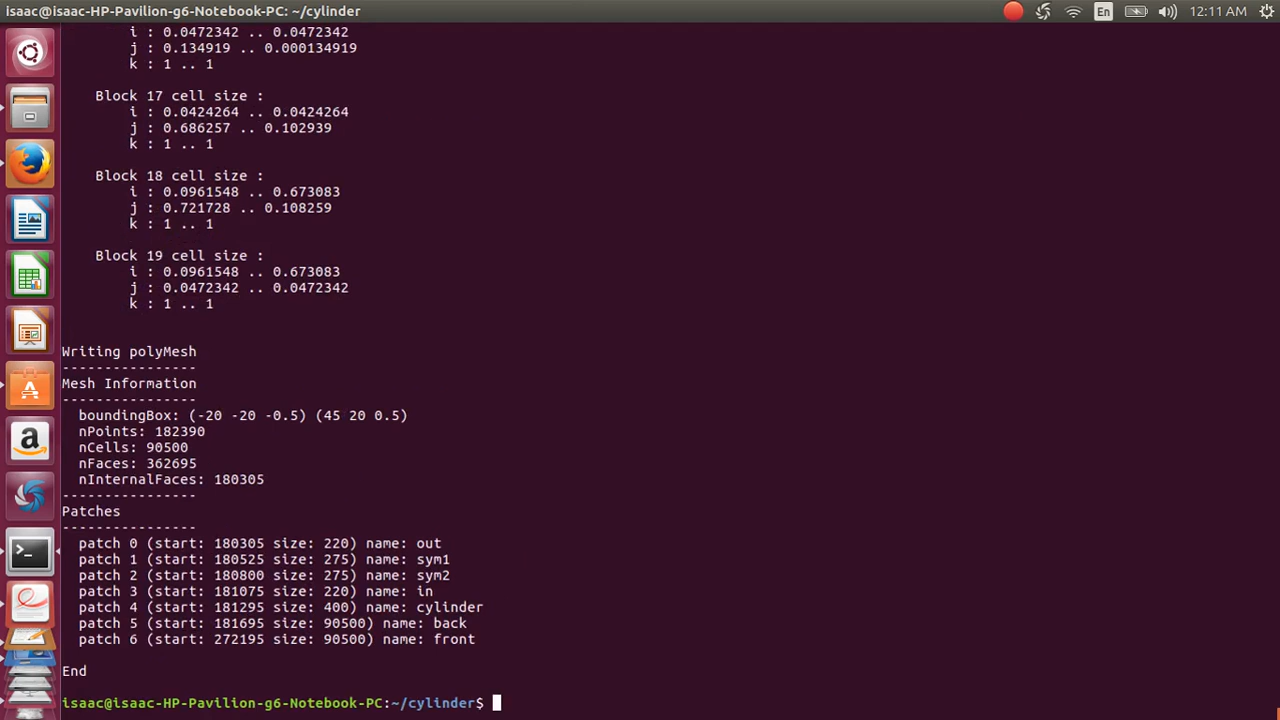 isaac@isaac-HP-Pavilion-g6-Notebook-PC: ~/cylinder
En
12:11 AM
i : 0.0472342 .. 0.0472342
j : 0.134919 .. 0.000134919
k : 1 .. 1
Block 17 cell size :
i : 0.0424264 .. 0.0424264
j : 0.686257 .. 0.102939
k : 1 .. 1
Block 18 cell size :
i : 0.0961548 .. 0.673083
j : 0.721728 .. 0.108259
k : 1 .. 1
Block 19 cell size :
i : 0.0961548 .. 0.673083
j : 0.0472342 .. 0.0472342
k : 1 .. 1
Writing polyMesh
----------------
Mesh Information
----------------
boundingBox: (-20 -20 -0.5) (45 20 0.5)
nPoints: 182390
nCells: 90500
nFaces: 362695
nInternalFaces: 180305
----------------
Patches
----------------
patch 0 (start: 180305 size: 220) name: out
patch 1 (start: 180525 size: 275) name: sym1
patch 2 (start: 180800 size: 275) name: sym2
patch 3 (start: 181075 size: 220) name: in
patch 4 (start: 181295 size: 400) name: cylinder
patch 5 (start: 181695 size: 90500) name: back
patch 6 (start: 272195 size: 90500) name: front
End
isaac@isaac-HP-Pavilion-g6-Notebook-PC:~/cylinder$